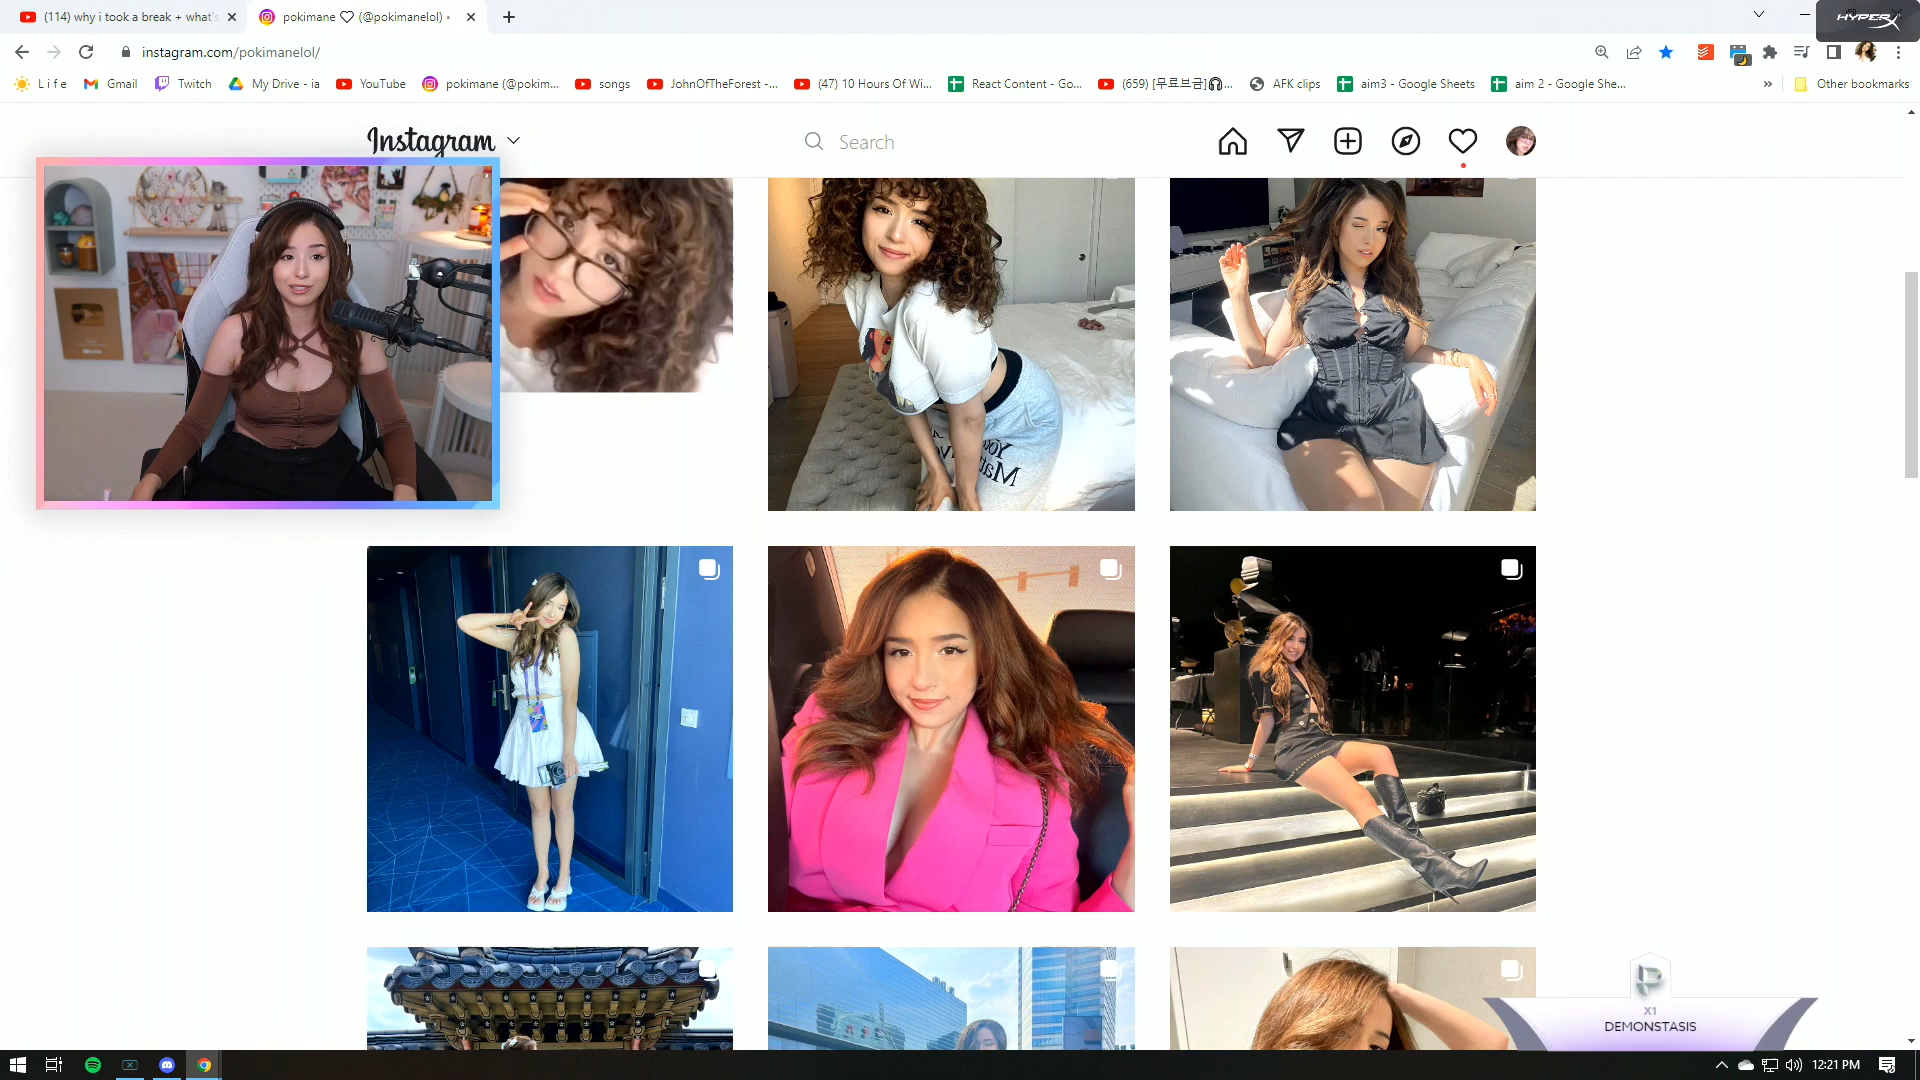 (114) why i took a break + what's
pokimane ♡ (@pokimanelol) •
HYPERX
instagram.com/pokimanelol/
L i f e
Gmail
Twitch
My Drive - ia
YouTube
pokimane (@pokim...
songs
JohnOfTheForest -...
(47) 10 Hours Of Wi...
React Content - Go...
(659) [무료브금]🎧...
AFK clips
aim3 - Google Sheets
aim 2 - Google She...
»
Other bookmarks
Instagram
Search
X1
DEMONSTASIS
12:21 PM